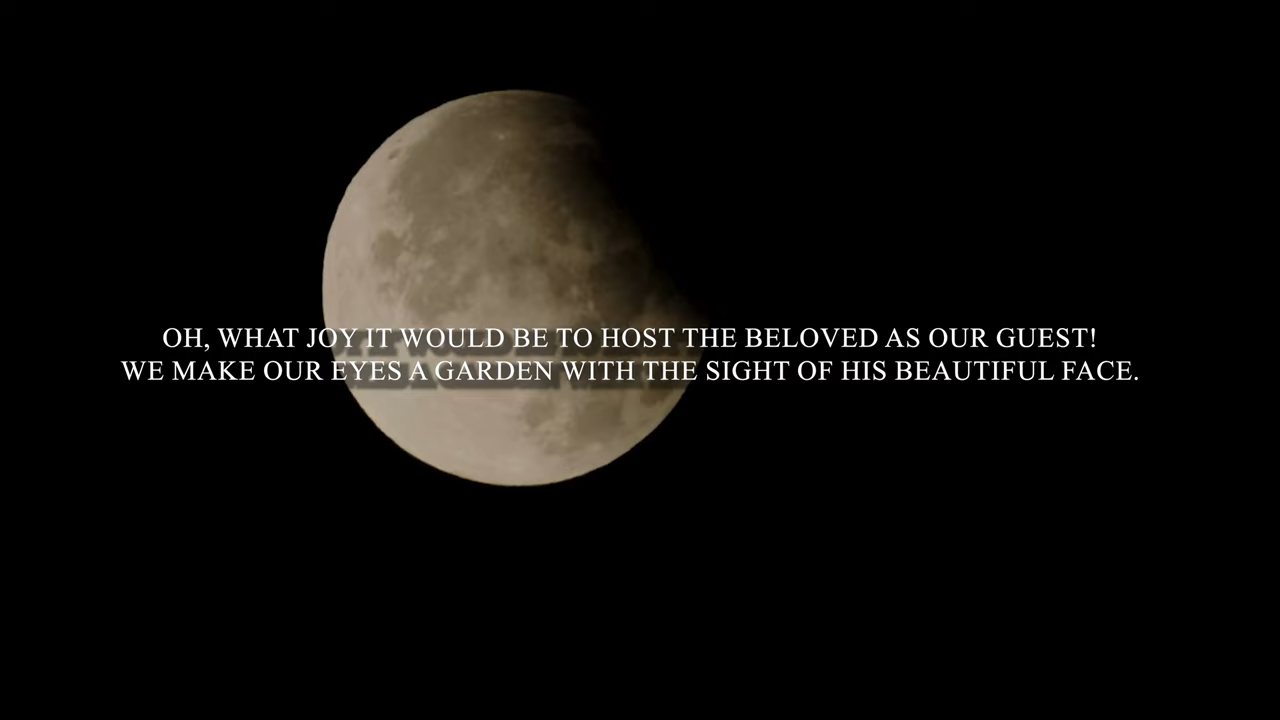 OH, WHAT JOY IT WOULD BE TO HOST THE BELOVED AS OUR GUEST!
WE MAKE OUR EYES A GARDEN WITH THE SIGHT OF HIS BEAUTIFUL FACE.